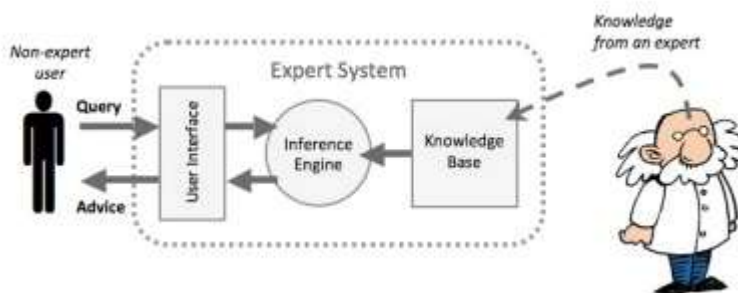 Knowledge
from an expert
Non-expert
user
Expert System
Query
User Interface
Inference
Engine
Knowledge
Base
Advice